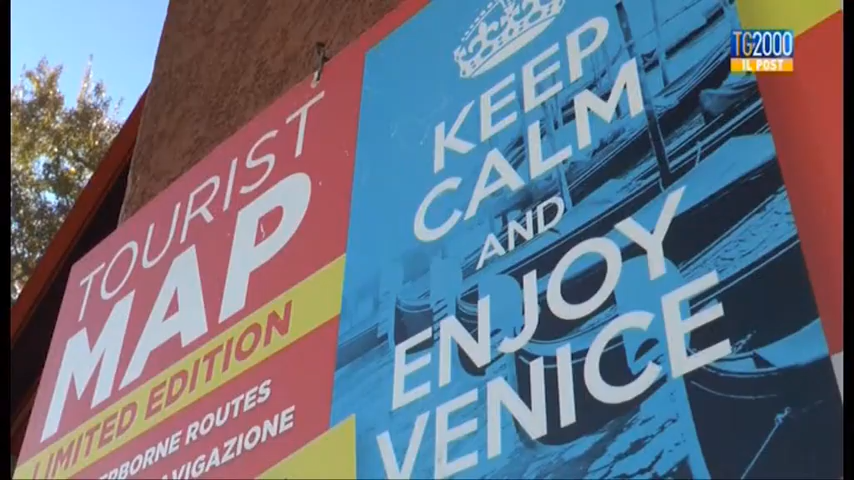 TG2000
IL POST
TOURIST
MAP
LIMITED EDITION
ROUTES
KEEP
CALM
AND
ENJOY
VENICE